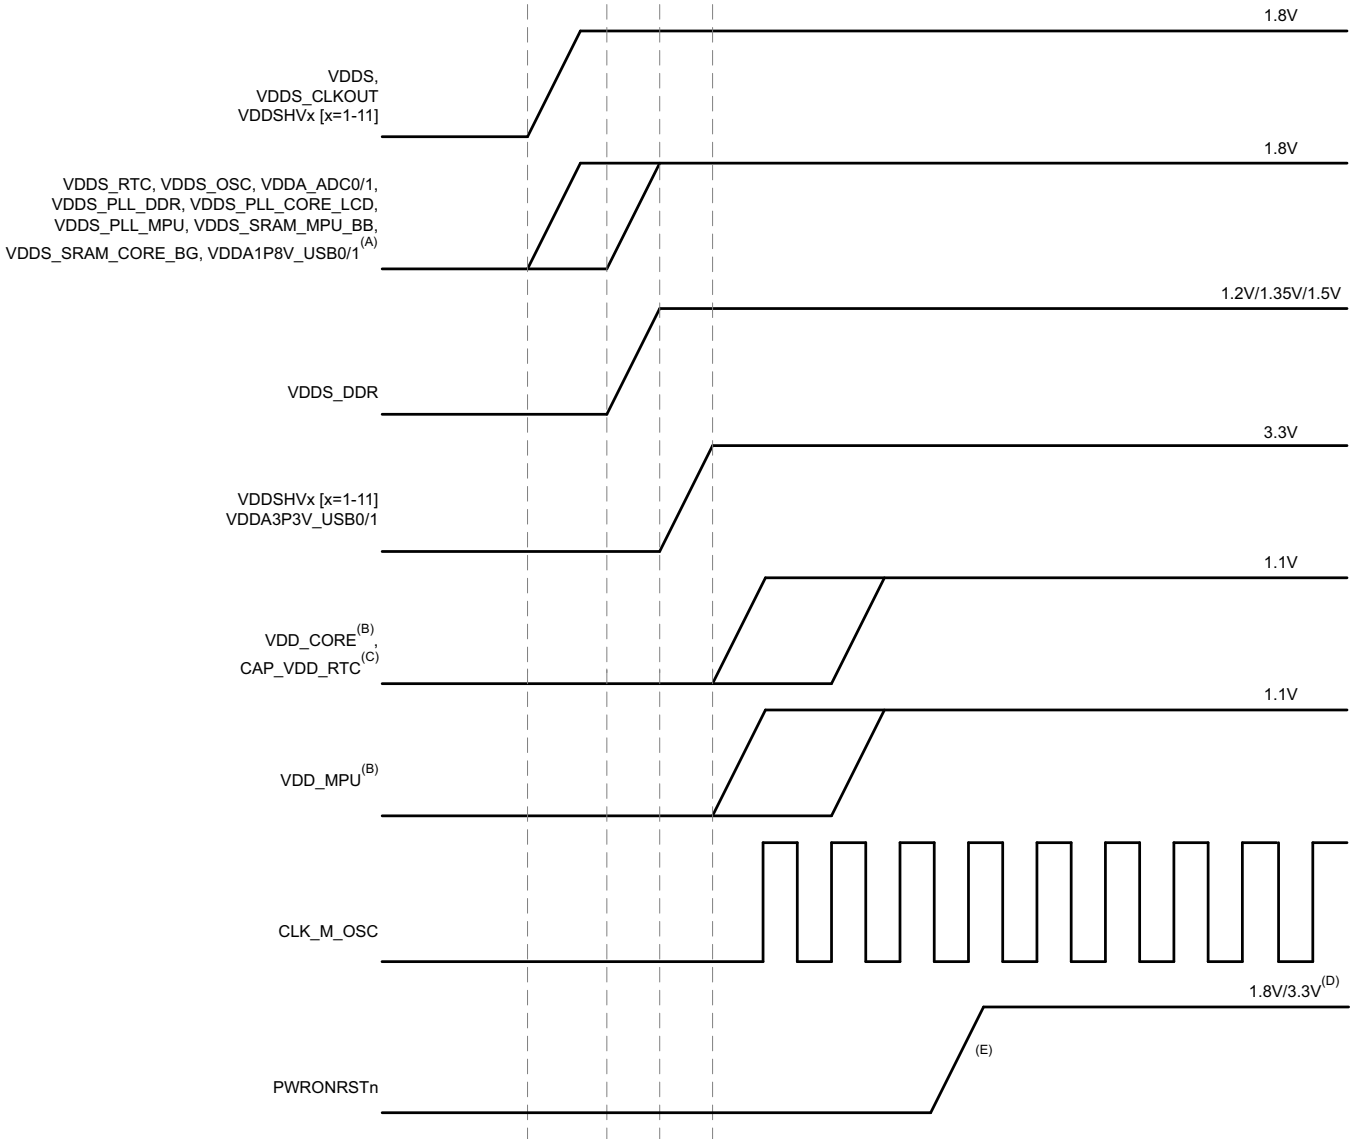 1.8V
VDDS,
VDDS_CLKOUT
VDDSHVx [x=1-11]
1.8V
VDDS_RTC, VDDS_OSC, VDDA_ADC0/1,
VDDS_PLL_DDR, VDDS_PLL_CORE_LCD,
VDDS_PLL_MPU, VDDS_SRAM_MPU_BB,
VDDS_SRAM_CORE_BG, VDDA1P8V_USB0/1(A)
1.2V/1.35V/1.5V
VDDS_DDR
3.3V
VDDSHVx [x=1-11]
VDDA3P3V_USB0/1
1.1V
VDD_CORE(B),
CAP_VDD_RTC(C)
1.1V
VDD_MPU(B)
CLK_M_OSC
1.8V/3.3V(D)
(E)
PWRONRSTn